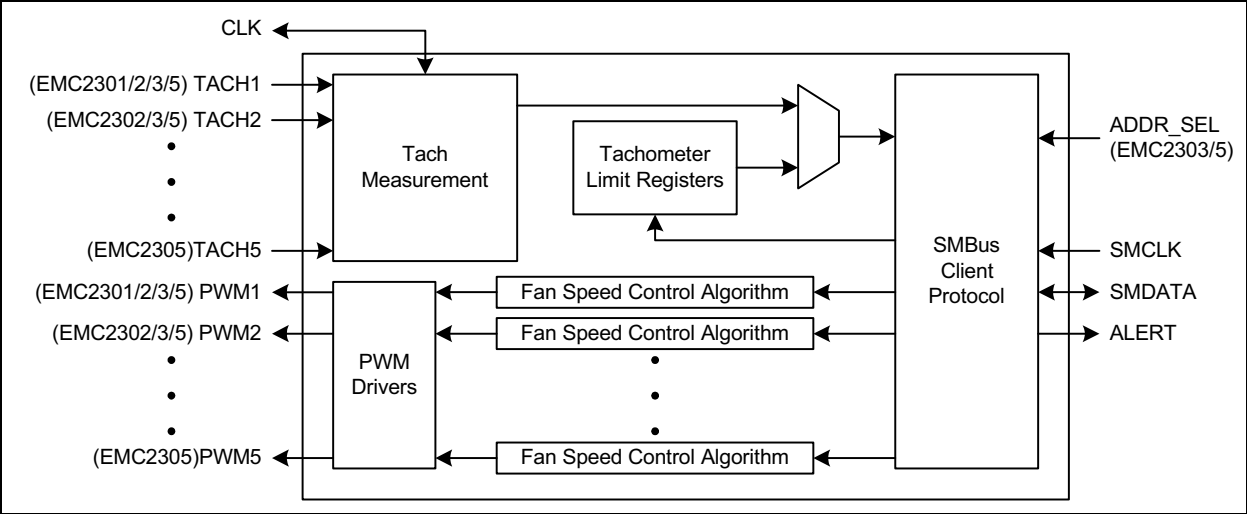 CLK
(EMC2301/2/3/5) TACH1
(EMC2302/3/5) TACH2
(EMC2305)TACH5
Tach
Measurement
Tachometer
Limit Registers
SMBus
Client
Protocol
ADDR_SEL
(EMC2303/5)
SMCLK
SMDATA
ALERT
(EMC2301/2/3/5) PWM1
(EMC2302/3/5) PWM2
(EMC2305)PWM5
PWM
Drivers
Fan Speed Control Algorithm
Fan Speed Control Algorithm
Fan Speed Control Algorithm